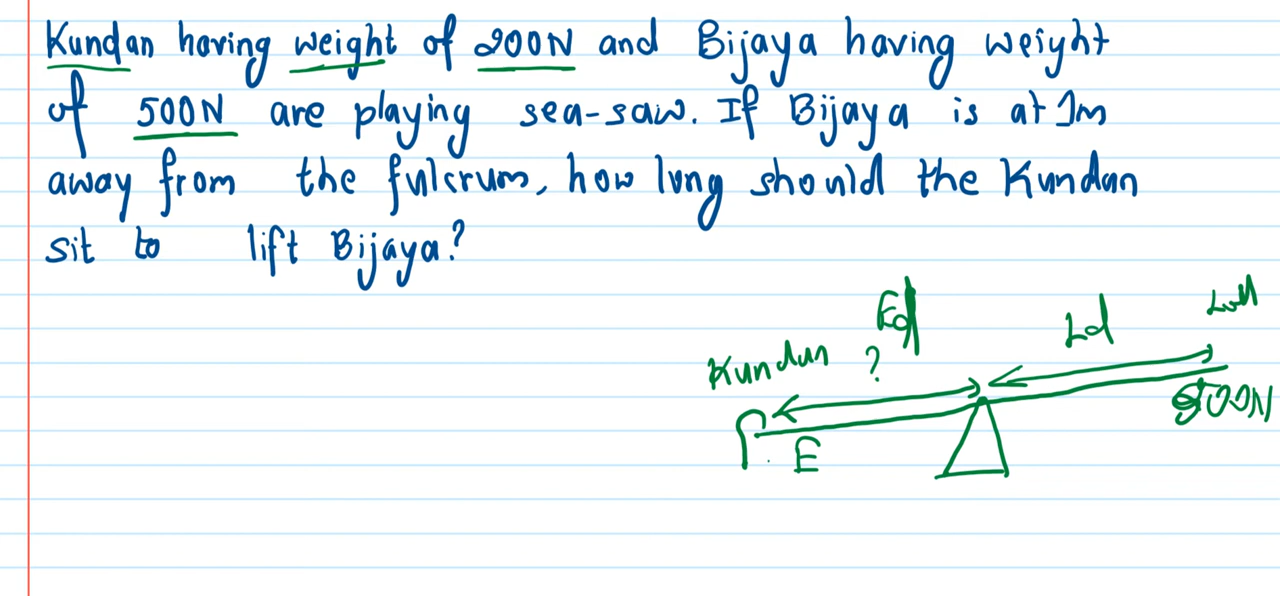 Kundan having weight of 200N and Bijaya having weight
of 500N are playing sea-saw. If Bijaya is at 1m
away from the fulcrum, how long should the Kundan
sit to lift Bijaya?
Ed
Ld
Kundan ?
500N
E